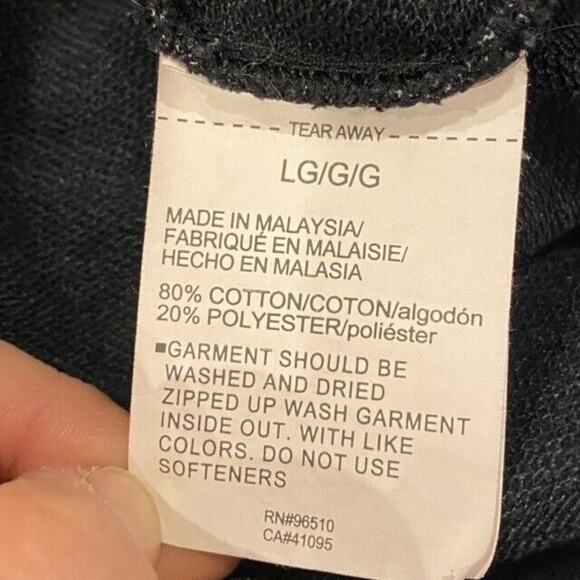 TEAR AWAY
LG/G/G
MADE IN MALAYSIA/
FABRIQUÉ EN MALAISIE/
HECHO EN MALASIA
80% COTTON/COTON/algodón
20% POLYESTER/poliéster
■GARMENT SHOULD BE
WASHED AND DRIED
ZIPPED UP WASH GARMENT
INSIDE OUT. WITH LIKE
COLORS. DO NOT USE
SOFTENERS
RN#96510
CA#41095